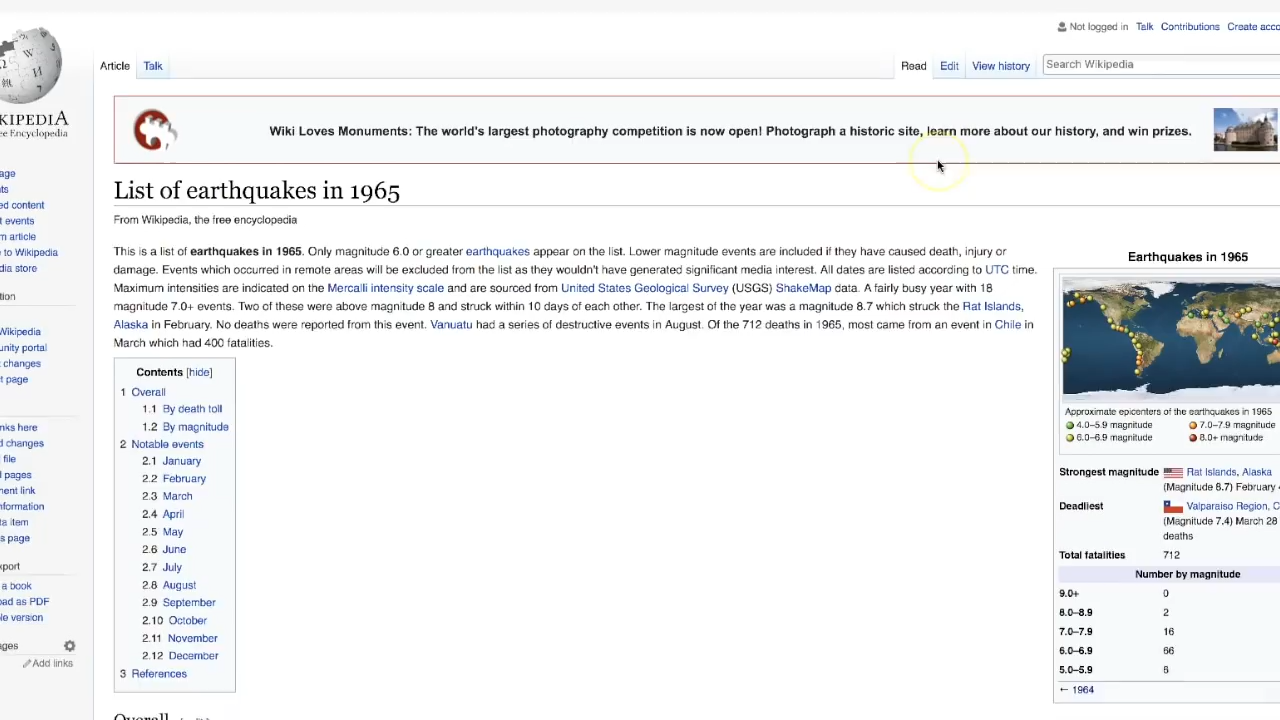 Not logged in Talk Contributions Create acco
Article Talk Read Edit View history Search Wikipedia
KIPEDIA
ree Encyclopedia
Wiki Loves Monuments: The world's largest photography competition is now open! Photograph a historic site, learn more about our history, and win prizes.
List of earthquakes in 1965
From Wikipedia, the free encyclopedia
This is a list of earthquakes in 1965. Only magnitude 6.0 or greater earthquakes appear on the list. Lower magnitude events are included if they have caused death, injury or
damage. Events which occurred in remote areas will be excluded from the list as they wouldn't have generated significant media interest. All dates are listed according to UTC time.
Maximum intensities are indicated on the Mercalli intensity scale and are sourced from United States Geological Survey (USGS) ShakeMap data. A fairly busy year with 18
magnitude 7.0+ events. Two of these were above magnitude 8 and struck within 10 days of each other. The largest of the year was a magnitude 8.7 which struck the Rat Islands,
Alaska in February. No deaths were reported from this event. Vanuatu had a series of destructive events in August. Of the 712 deaths in 1965, most came from an event in Chile in
March which had 400 fatalities.
Contents [hide]
1 Overall
1.1 By death toll
1.2 By magnitude
2 Notable events
2.1 January
2.2 February
2.3 March
2.4 April
2.5 May
2.6 June
2.7 July
2.8 August
2.9 September
2.10 October
2.11 November
2.12 December
3 References
Overall
Earthquakes in 1965
Approximate epicenters of the earthquakes in 1965
4.0–5.9 magnitude 7.0–7.9 magnitude
6.0–6.9 magnitude 8.0+ magnitude
Strongest magnitude Rat Islands, Alaska
(Magnitude 8.7) February
Deadliest Valparaiso Region, C
(Magnitude 7.4) March 28
deaths
Total fatalities 712
Number by magnitude
9.0+ 0
8.0–8.9 2
7.0–7.9 16
6.0–6.9 66
5.0–5.9 6
← 1964
age
ts
ed content
t events
m article
e to Wikipedia
dia store
tion
Wikipedia
unity portal
t changes
ct page
nks here
d changes
file
l pages
nent link
nformation
ta item
s page
xport
a book
oad as PDF
le version
ages
Add links